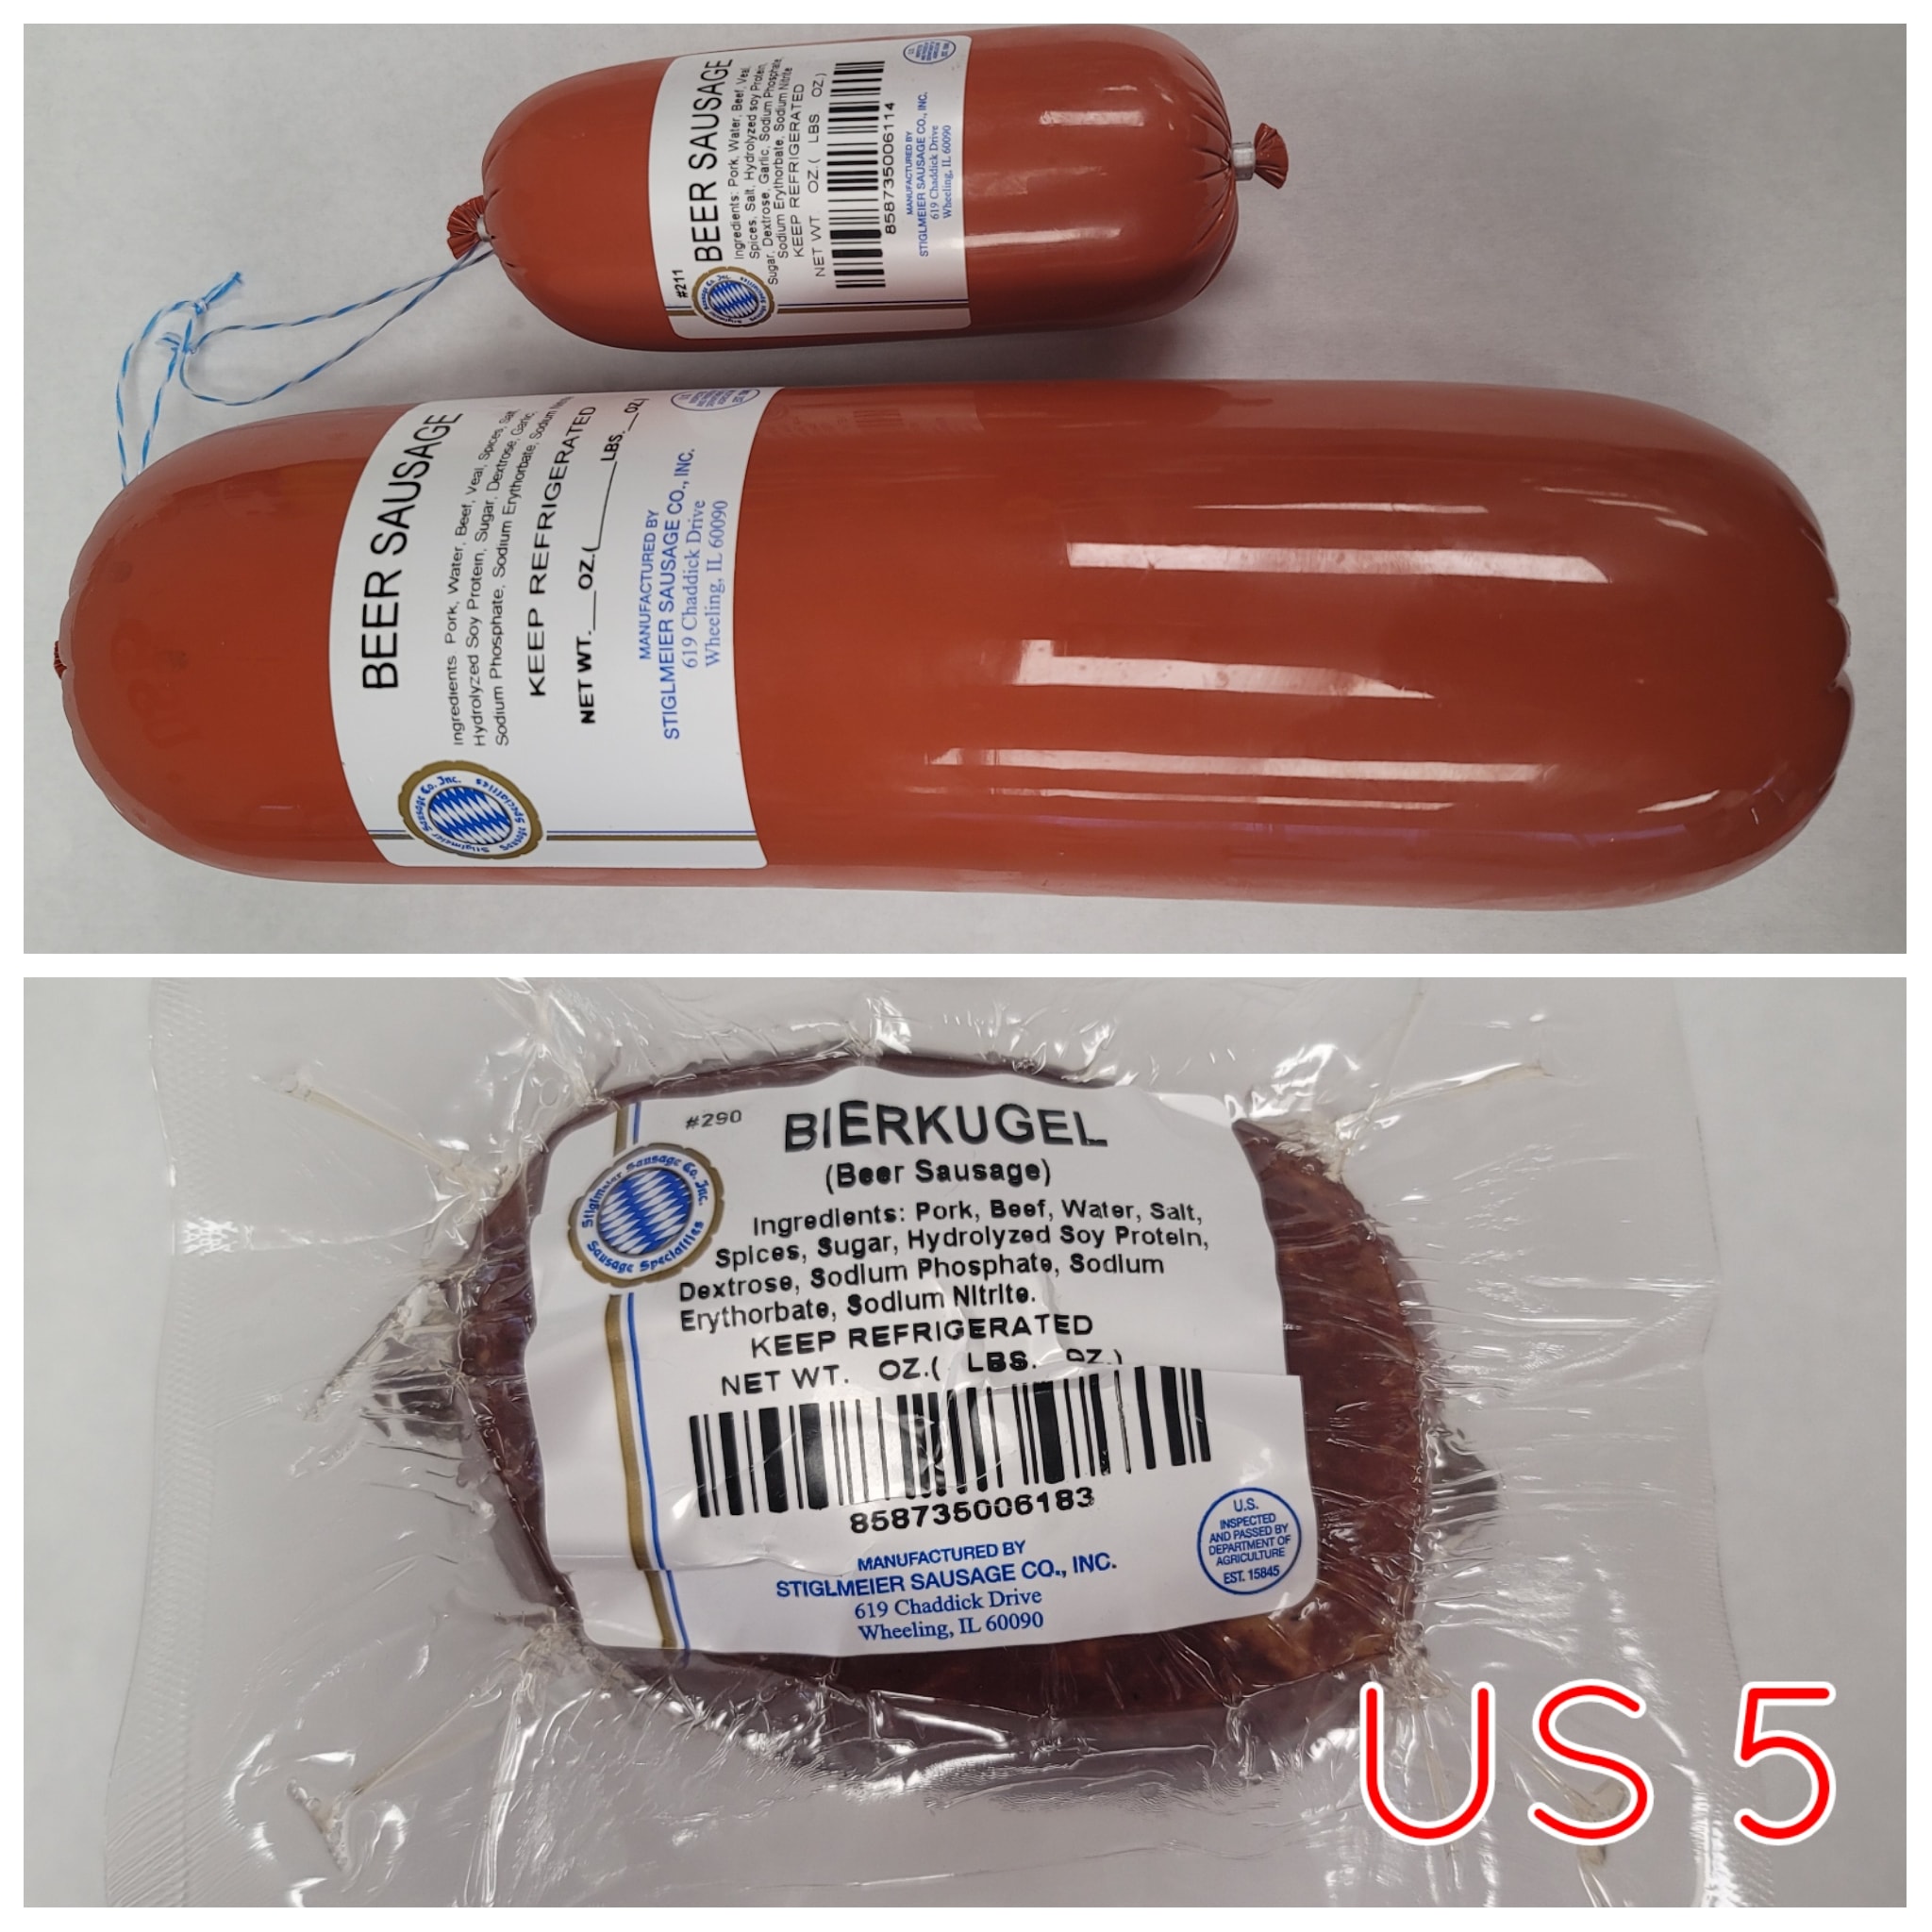 #211
BEER SAUSAGE
Ingredients: Pork, Water, Beef, Veal,
Spices, Salt, Hydrolyzed soy Protein,
Sugar, Dextrose, Garlic, Sodium Phosphate,
Sodium Erythorbate, Sodium Nitrite
KEEP REFRIGERATED
NET WT OZ.( LBS OZ)
858735006114
MANUFACTURED BY
STIGLMEIER SAUSAGE CO., INC.
619 Chaddick Drive
Wheeling, IL 60090
BEER SAUSAGE
Ingredients Pork, Water, Beef, Veal, Spices, Salt
Hydrolyzed Soy Protein, Sugar, Dextrose, Garlic
Sodium Phosphate, Sodium Erythorbate, Sodium
KEEP REFRIGERATED
NET WT.___OZ.(______LBS.___OZ)
MANUFACTURED BY
STIGLMEIER SAUSAGE CO., INC.
619 Chaddick Drive
Wheeling, IL 60090
Stiglmeier Sausage Co. Inc.
Sausage Specialties
#290
BIERKUGEL
(Beer Sausage)
Stiglmeier Sausage Co. Inc.
Sausage Specialties
Ingredients: Pork, Beef, Water, Salt,
Spices, Sugar, Hydrolyzed Soy Protein,
Dextrose, Sodium Phosphate, Sodium
Erythorbate, Sodium Nitrite.
KEEP REFRIGERATED
NET WT. OZ.( LBS. OZ.)
858735006183
MANUFACTURED BY
STIGLMEIER SAUSAGE CO., INC.
619 Chaddick Drive
Wheeling, IL 60090
U.S.
INSPECTED
AND PASSED BY
DEPARTMENT OF
AGRICULTURE
EST. 15845
US 5